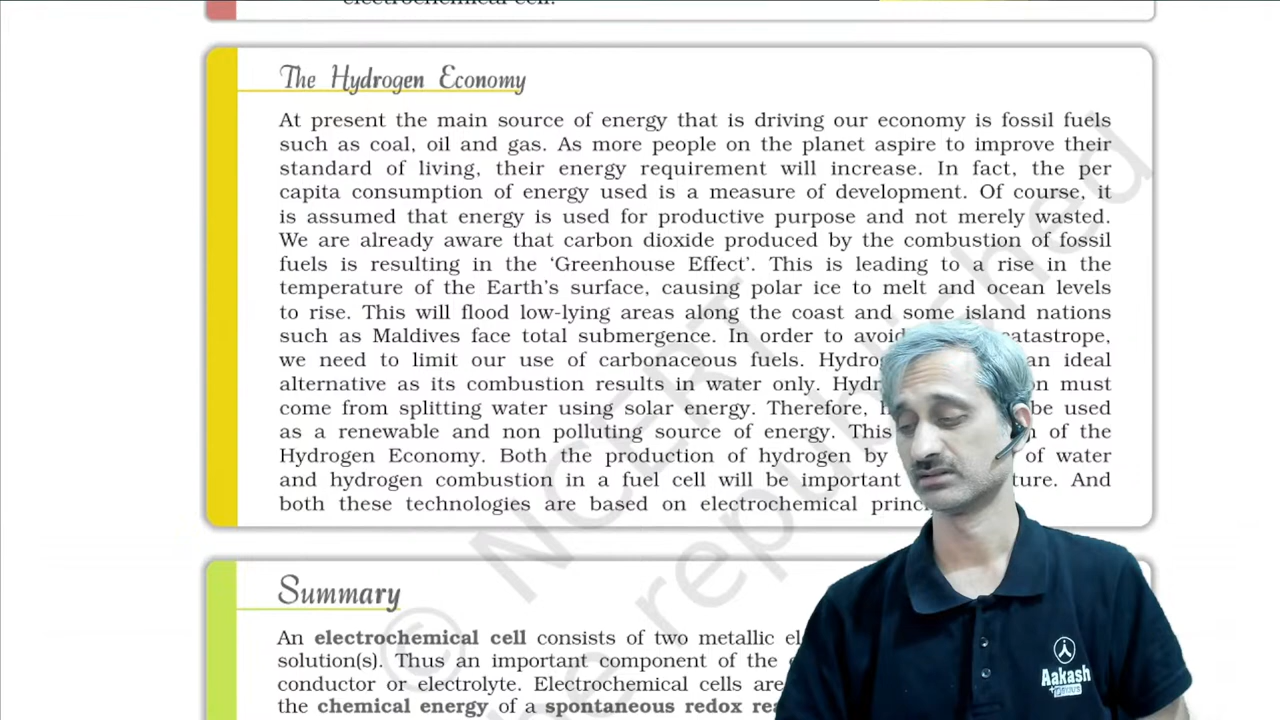 electrochemical cell.
The Hydrogen Economy
At present the main source of energy that is driving our economy is fossil fuels
such as coal, oil and gas. As more people on the planet aspire to improve their
standard of living, their energy requirement will increase. In fact, the per
capita consumption of energy used is a measure of development. Of course, it
is assumed that energy is used for productive purpose and not merely wasted.
We are already aware that carbon dioxide produced by the combustion of fossil
fuels is resulting in the ‘Greenhouse Effect’. This is leading to a rise in the
temperature of the Earth’s surface, causing polar ice to melt and ocean levels
to rise. This will flood low-lying areas along the coast and some island nations
such as Maldives face total submergence. In order to avoid atastrope,
we need to limit our use of carbonaceous fuels. Hydrog an ideal
alternative as its combustion results in water only. Hydr on must
come from splitting water using solar energy. Therefore, be used
as a renewable and non polluting source of energy. This of the
Hydrogen Economy. Both the production of hydrogen by of water
and hydrogen combustion in a fuel cell will be important ture. And
both these technologies are based on electrochemical princ
Summary
An electrochemical cell consists of two metallic el
solution(s). Thus an important component of the
conductor or electrolyte. Electrochemical cells are
the chemical energy of a spontaneous redox rea
© NCERT
be republished
Aakash
+BYJU'S